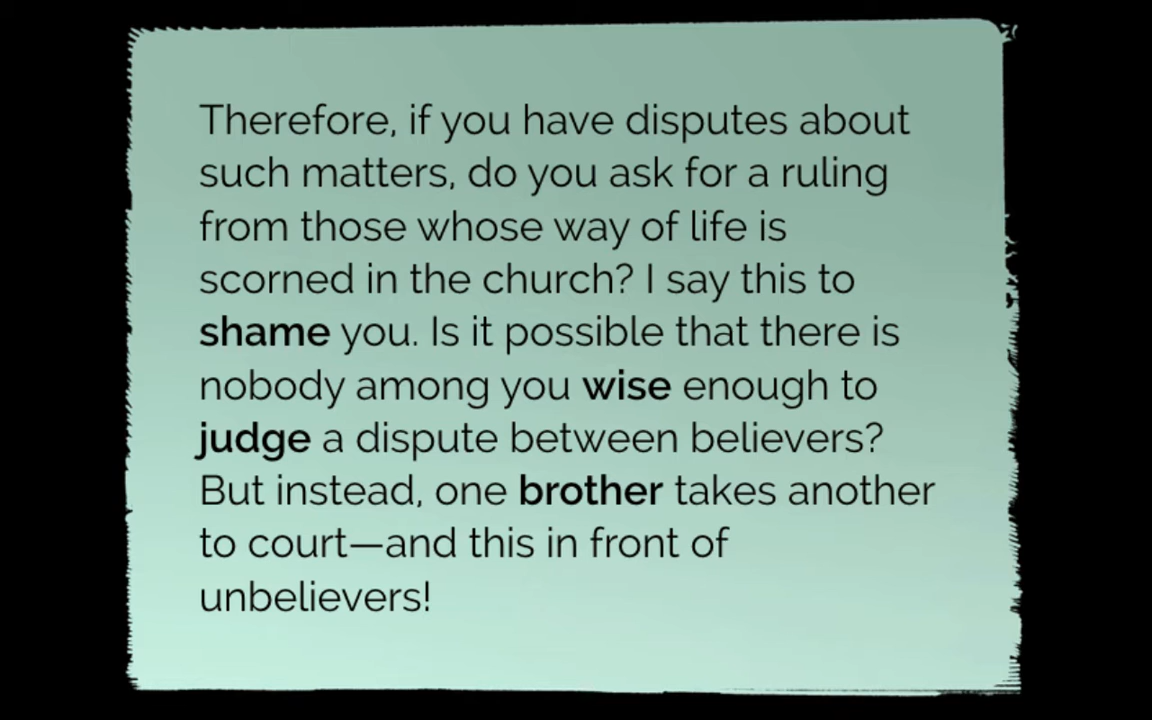 Therefore, if you have disputes about
such matters, do you ask for a ruling
from those whose way of life is
scorned in the church? I say this to
shame you. Is it possible that there is
nobody among you wise enough to
judge a dispute between believers?
But instead, one brother takes another
to court—and this in front of
unbelievers!